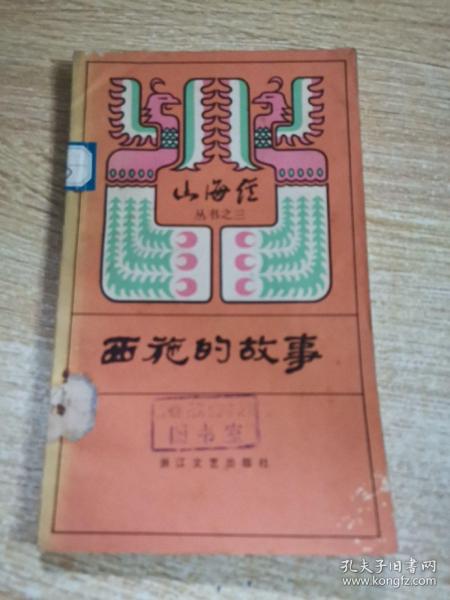 山海经
丛书之三
西施的故事
图书室
浙江文艺出版社
孔夫子旧书网
www.kongfz.com